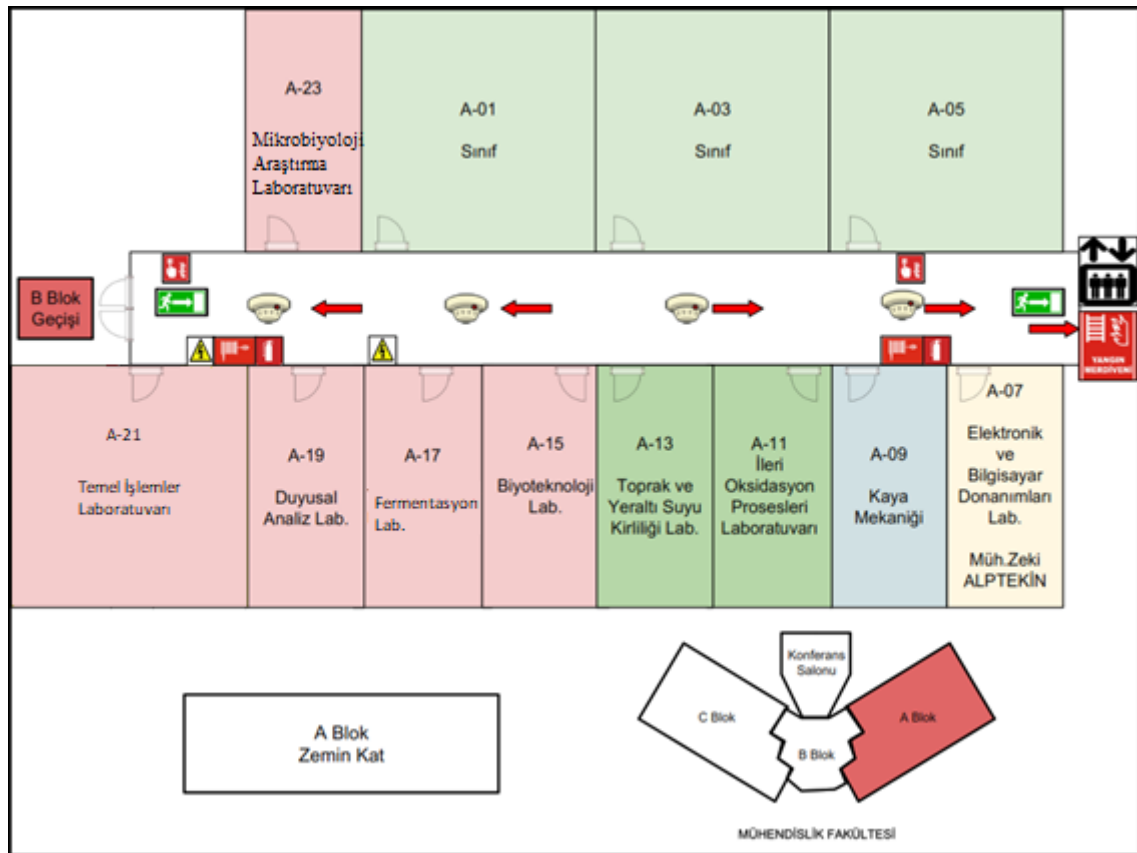 A-23
Mikrobiyoloji
Araştırma
Laboratuvarı
A-01
Sınıf
A-03
Sınıf
A-05
Sınıf
B Blok
Geçişi
YANGIN
MERDİVENİ
A-21
Temel İşlemler
Laboratuvarı
A-19
Duyusal
Analiz Lab.
A-17
Fermentasyon
Lab.
A-15
Biyoteknoloji
Lab.
A-13
Toprak ve
Yeraltı Suyu
Kirliliği Lab.
A-11
İleri
Oksidasyon
Prosesleri
Laboratuvarı
A-09
Kaya
Mekaniği
A-07
Elektronik
ve
Bilgisayar
Donanımları
Lab.
Müh.Zeki
ALPTEKİN
A Blok
Zemin Kat
Konferans
Salonu
C Blok
B Blok
A Blok
MÜHENDİSLİK FAKÜLTESİ